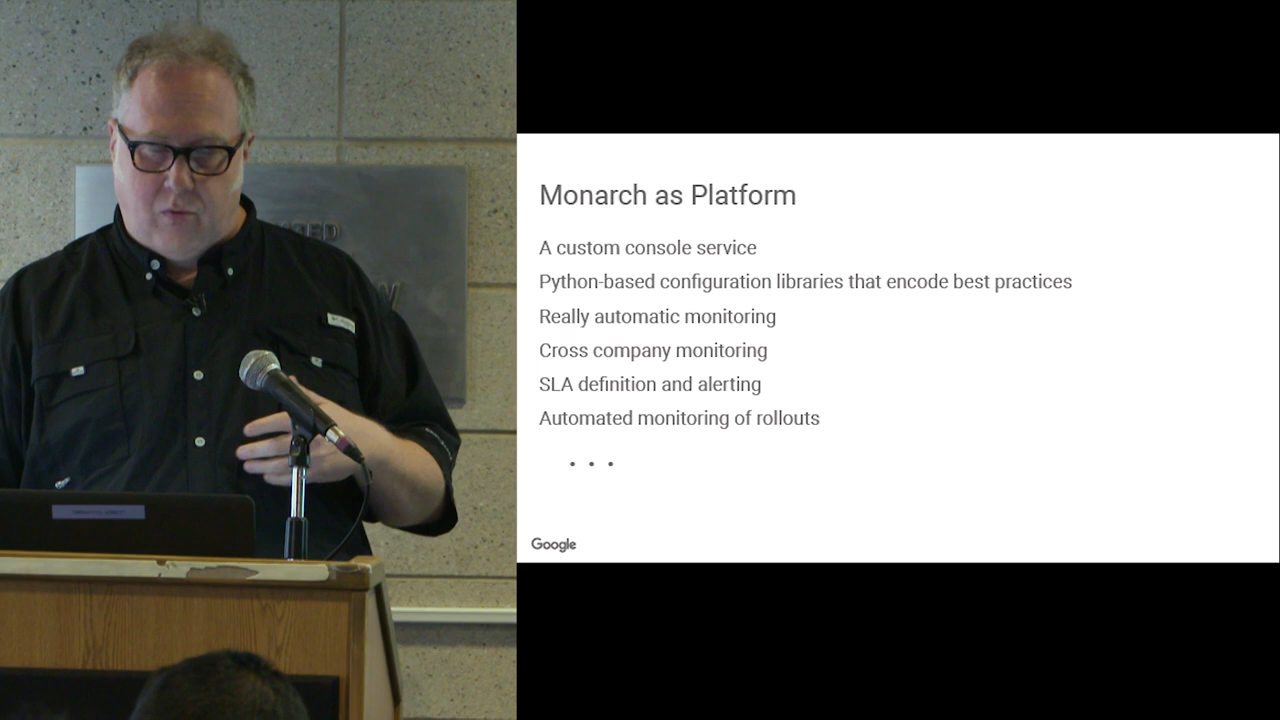 Monarch as Platform
A custom console service
Python-based configuration libraries that encode best practices
Really automatic monitoring
Cross company monitoring
SLA definition and alerting
Automated monitoring of rollouts
. . .
Google